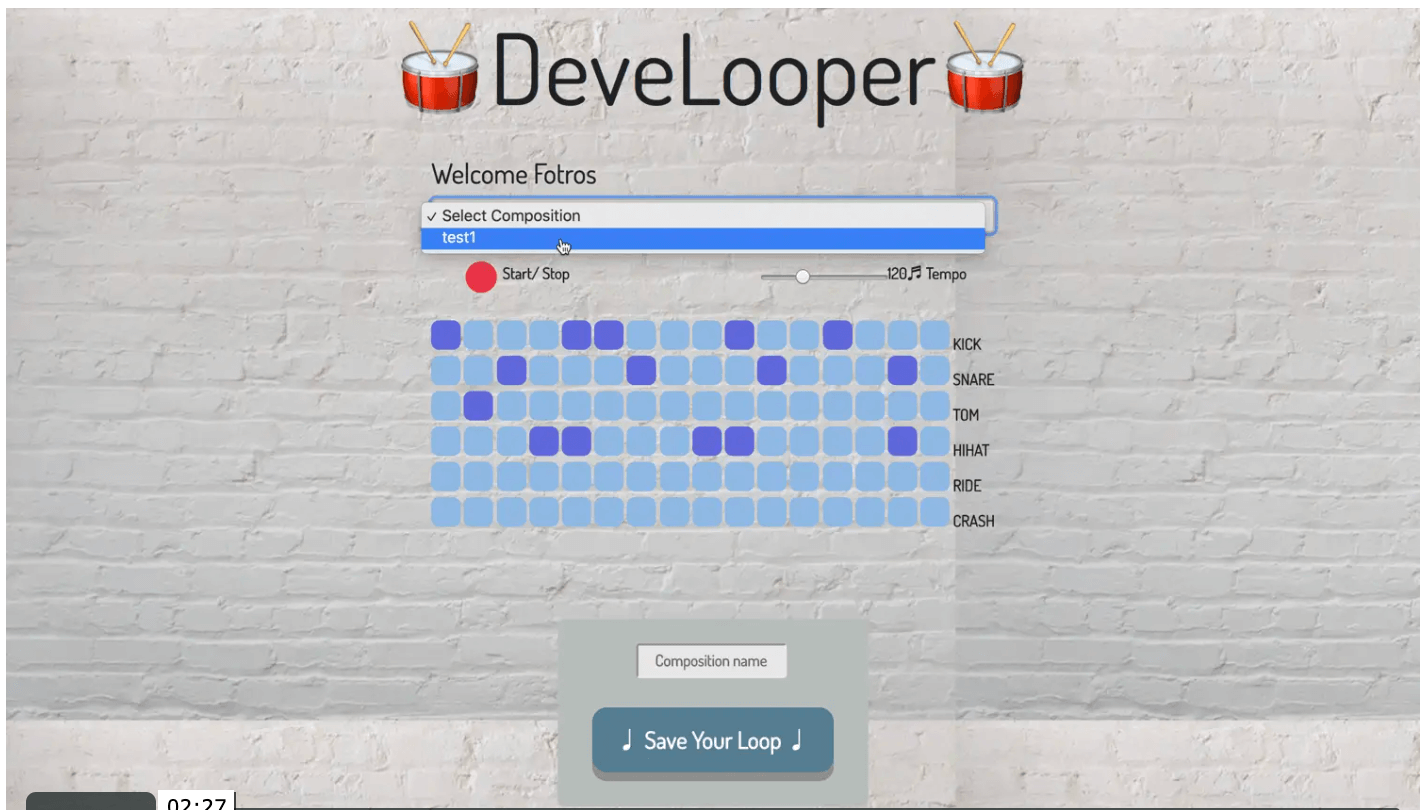 DeveLooper
Welcome Fotros
✓ Select Composition
test1
Start/ Stop
120♬ Tempo
KICK
SNARE
TOM
HIHAT
RIDE
CRASH
Composition name
♩ Save Your Loop ♩
02:27